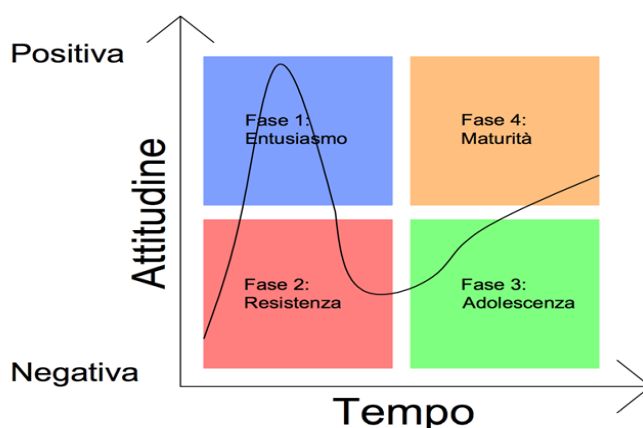 Positiva
Fase 1:
Entusiasmo
Fase 4:
Maturità
Attitudine
Fase 2:
Resistenza
Fase 3:
Adolescenza
Negativa
Tempo